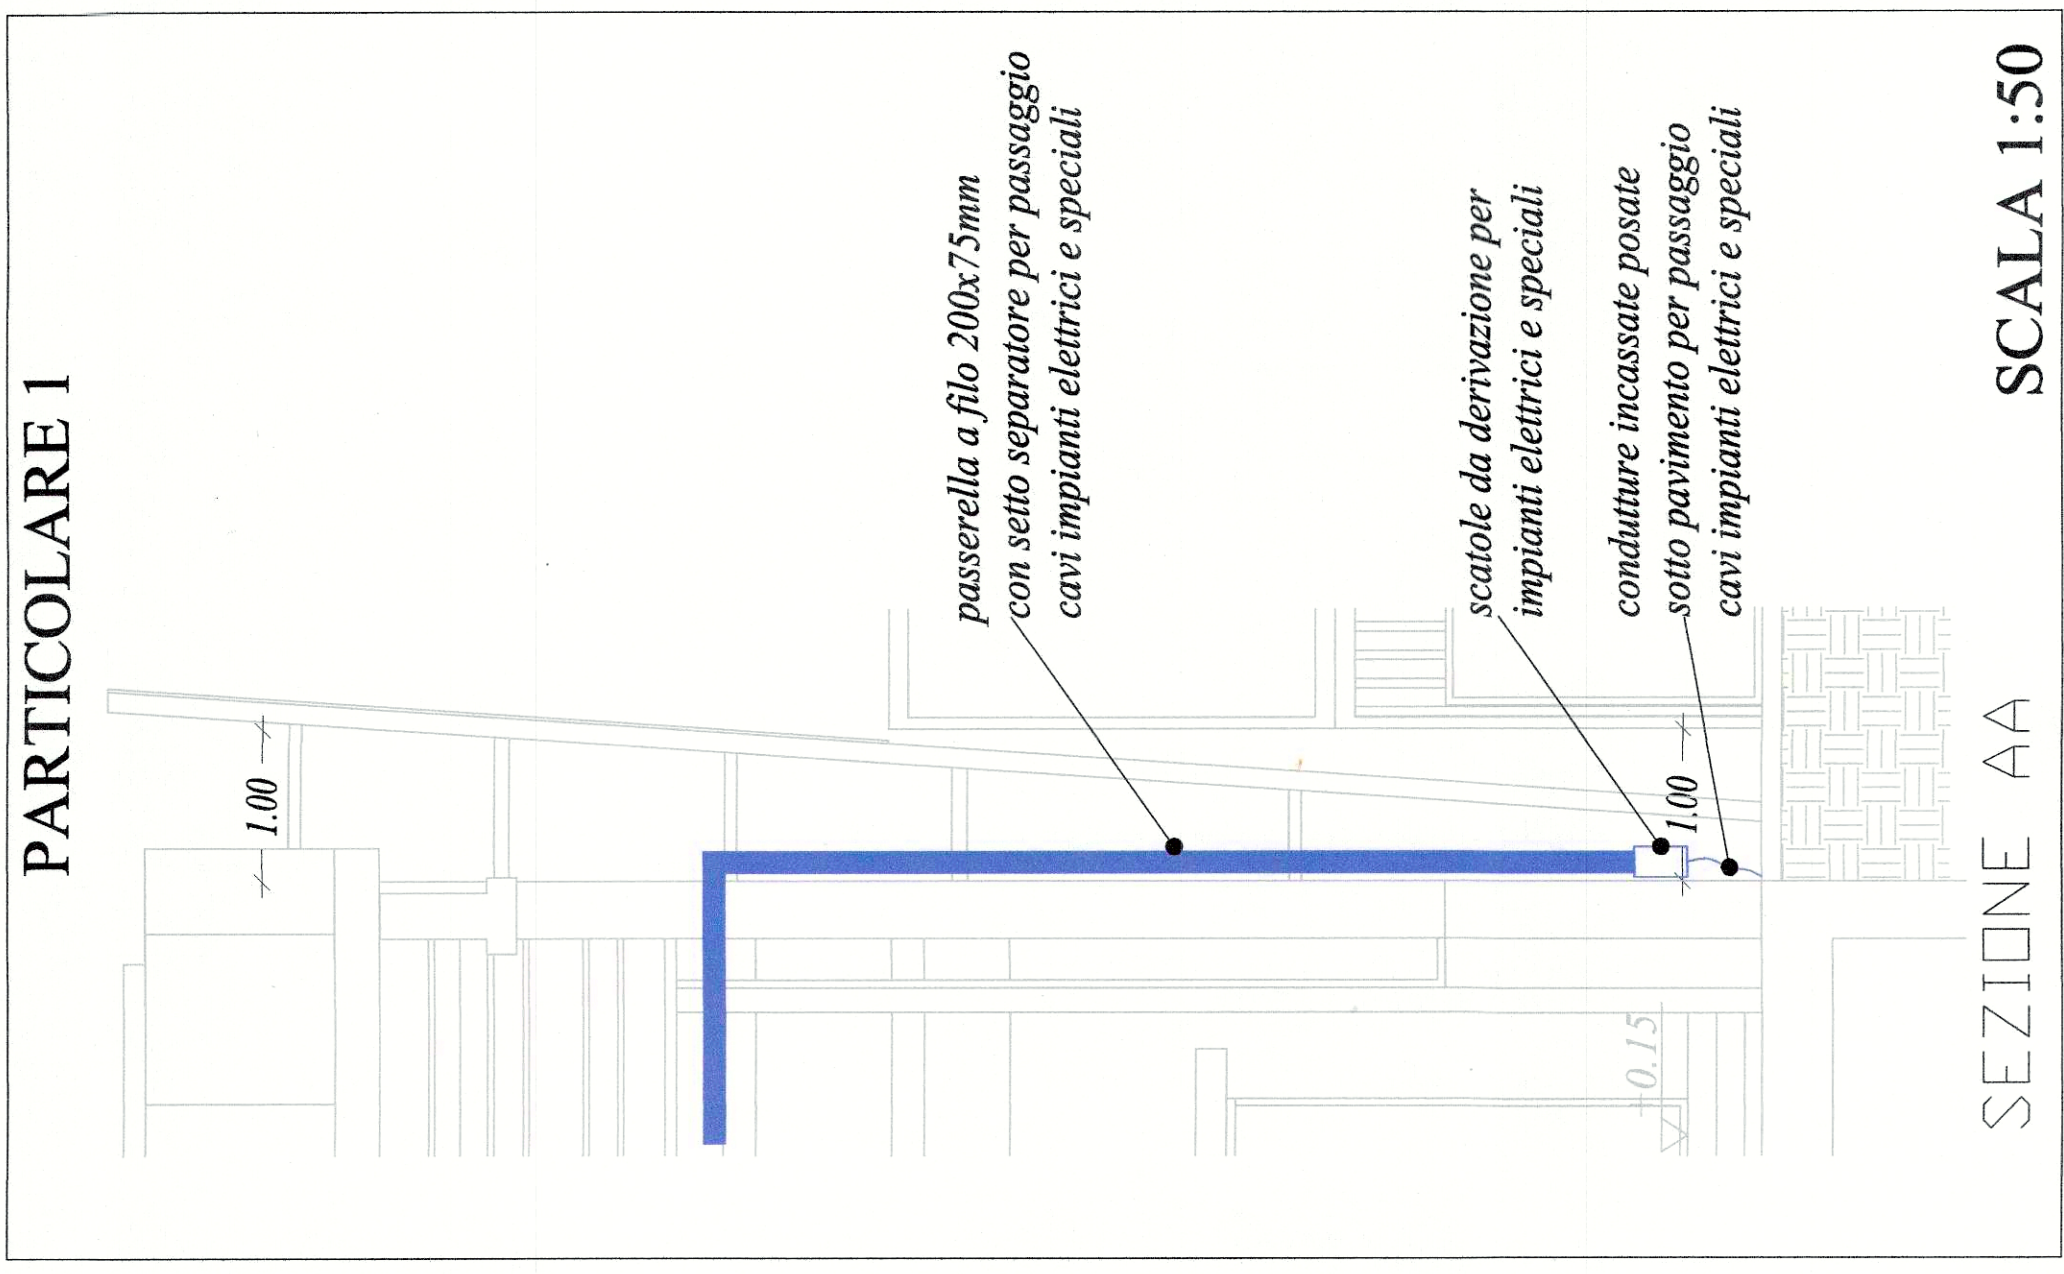 PARTICOLARE 1
1.00
passerella a filo 200x75mm
con setto separatore per passaggio
cavi impianti elettrici e speciali
scatole da derivazione per
impianti elettrici e speciali
condutture incassate posate
sotto pavimento per passaggio
cavi impianti elettrici e speciali
1.00
+0.15
SEZIONE AA
SCALA 1:50